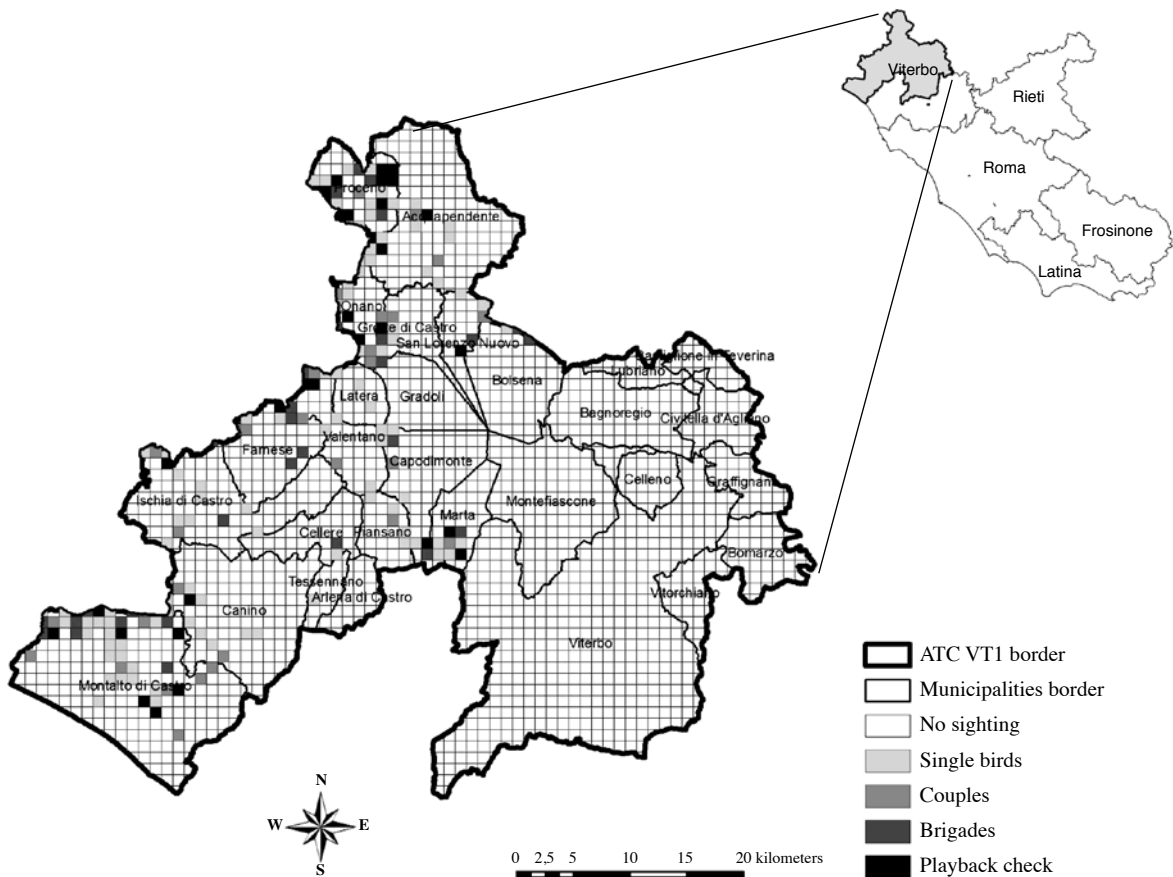 Viterbo
Rieti
Roma
Frosinone
Latina
Proceno
Acquapendente
Onano
Grotte di Castro
San Lorenzo Nuovo
Bolsena
Castiglione in Teverina
Lubriano
Latera
Gradoli
Bagnoregio
Civitella d'Agliano
Farnese
Valentano
Capodimonte
Celleno
Graffignano
Ischia di Castro
Montefiascone
Marta
Cellere
Piansano
Bomarzo
Tessennano
Arlena di Castro
Canino
Vitorchiano
Viterbo
Montalto di Castro
ATC VT1 border
Municipalities border
No sighting
Single birds
Couples
Brigades
Playback check
N
W E
S
0 2,5 5 10 15 20 kilometers